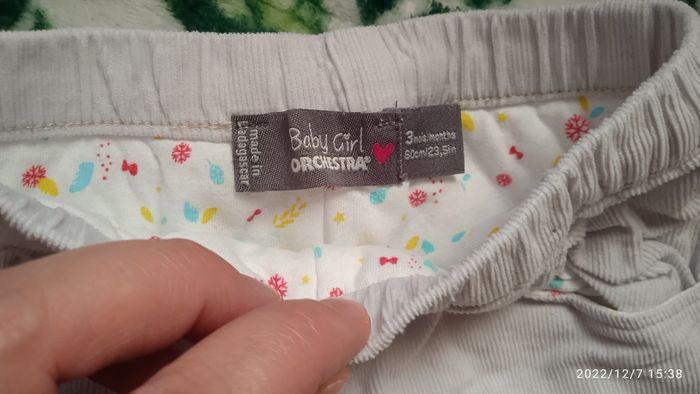 made in
Madagascar
Baby Girl
ORCHESTRA®
3 mois/months
60cm/23,5in
2022/12/7 15:38